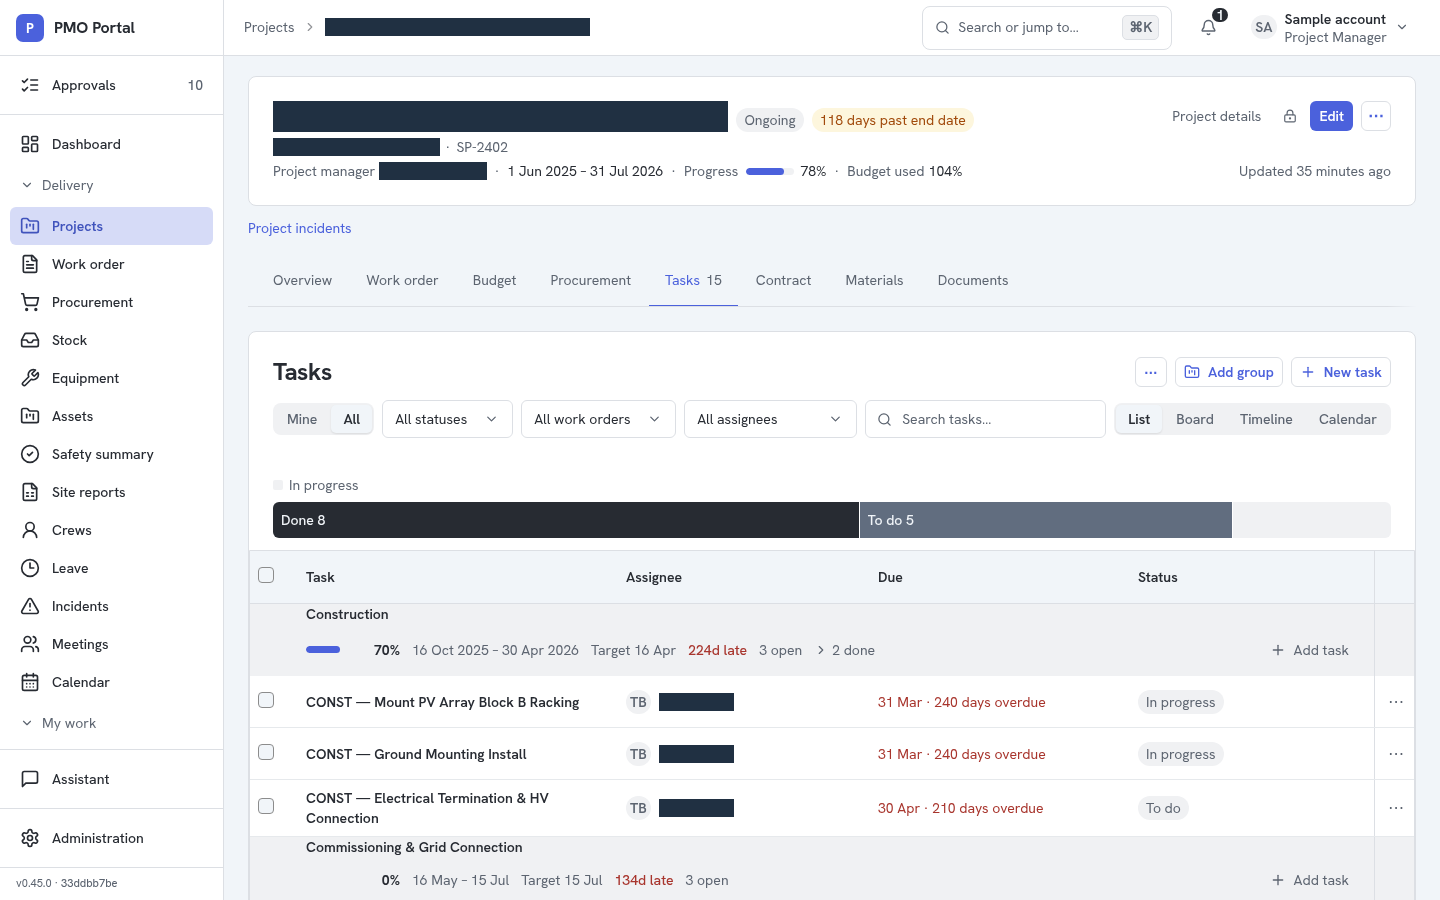 P PMO Portal
Projects
Search or jump to...
⌘K
1
SA
Sample account
Project Manager
Approvals 10
Dashboard
Delivery
Projects
Work order
Procurement
Stock
Equipment
Assets
Safety summary
Site reports
Crews
Leave
Incidents
Meetings
Calendar
My work
Assistant
Administration
v0.45.0 · 33ddbb7be
Ongoing
118 days past end date
Project details
Edit
· SP-2402
Project manager · 1 Jun 2025 – 31 Jul 2026 · Progress 78% · Budget used 104%
Updated 35 minutes ago
Project incidents
Overview Work order Budget Procurement Tasks 15 Contract Materials Documents
Tasks
Add group
New task
Mine All
All statuses
All work orders
All assignees
Search tasks...
List Board Timeline Calendar
In progress
Done 8
To do 5
Task Assignee Due Status
Construction
70% 16 Oct 2025 – 30 Apr 2026 Target 16 Apr 224d late 3 open 2 done
Add task
CONST — Mount PV Array Block B Racking TB 31 Mar · 240 days overdue In progress
CONST — Ground Mounting Install TB 31 Mar · 240 days overdue In progress
CONST — Electrical Termination & HV
Connection
TB 30 Apr · 210 days overdue To do
Commissioning & Grid Connection
0% 16 May – 15 Jul Target 15 Jul 134d late 3 open
Add task